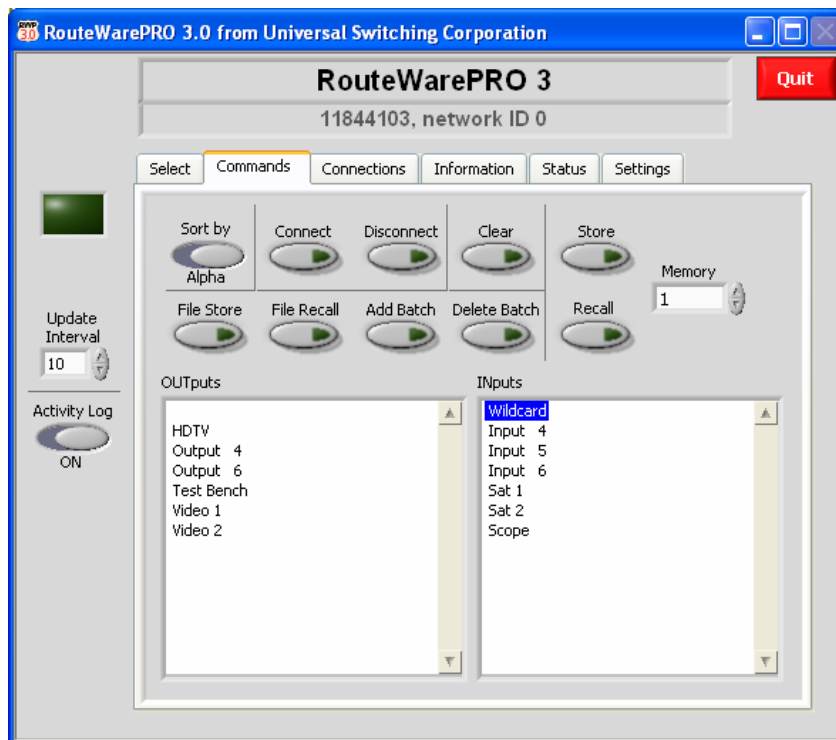 RWP 3.0 RouteWarePRO 3.0 from Universal Switching Corporation
RouteWarePRO 3
Quit
11844103, network ID 0
Select Commands Connections Information Status Settings
Sort by Connect Disconnect Clear Store
Alpha
Memory
1
File Store File Recall Add Batch Delete Batch Recall
Update
Interval
10
Activity Log
ON
OUTputs
HDTV
Output 4
Output 6
Test Bench
Video 1
Video 2
INputs
Wildcard
Input 4
Input 5
Input 6
Sat 1
Sat 2
Scope